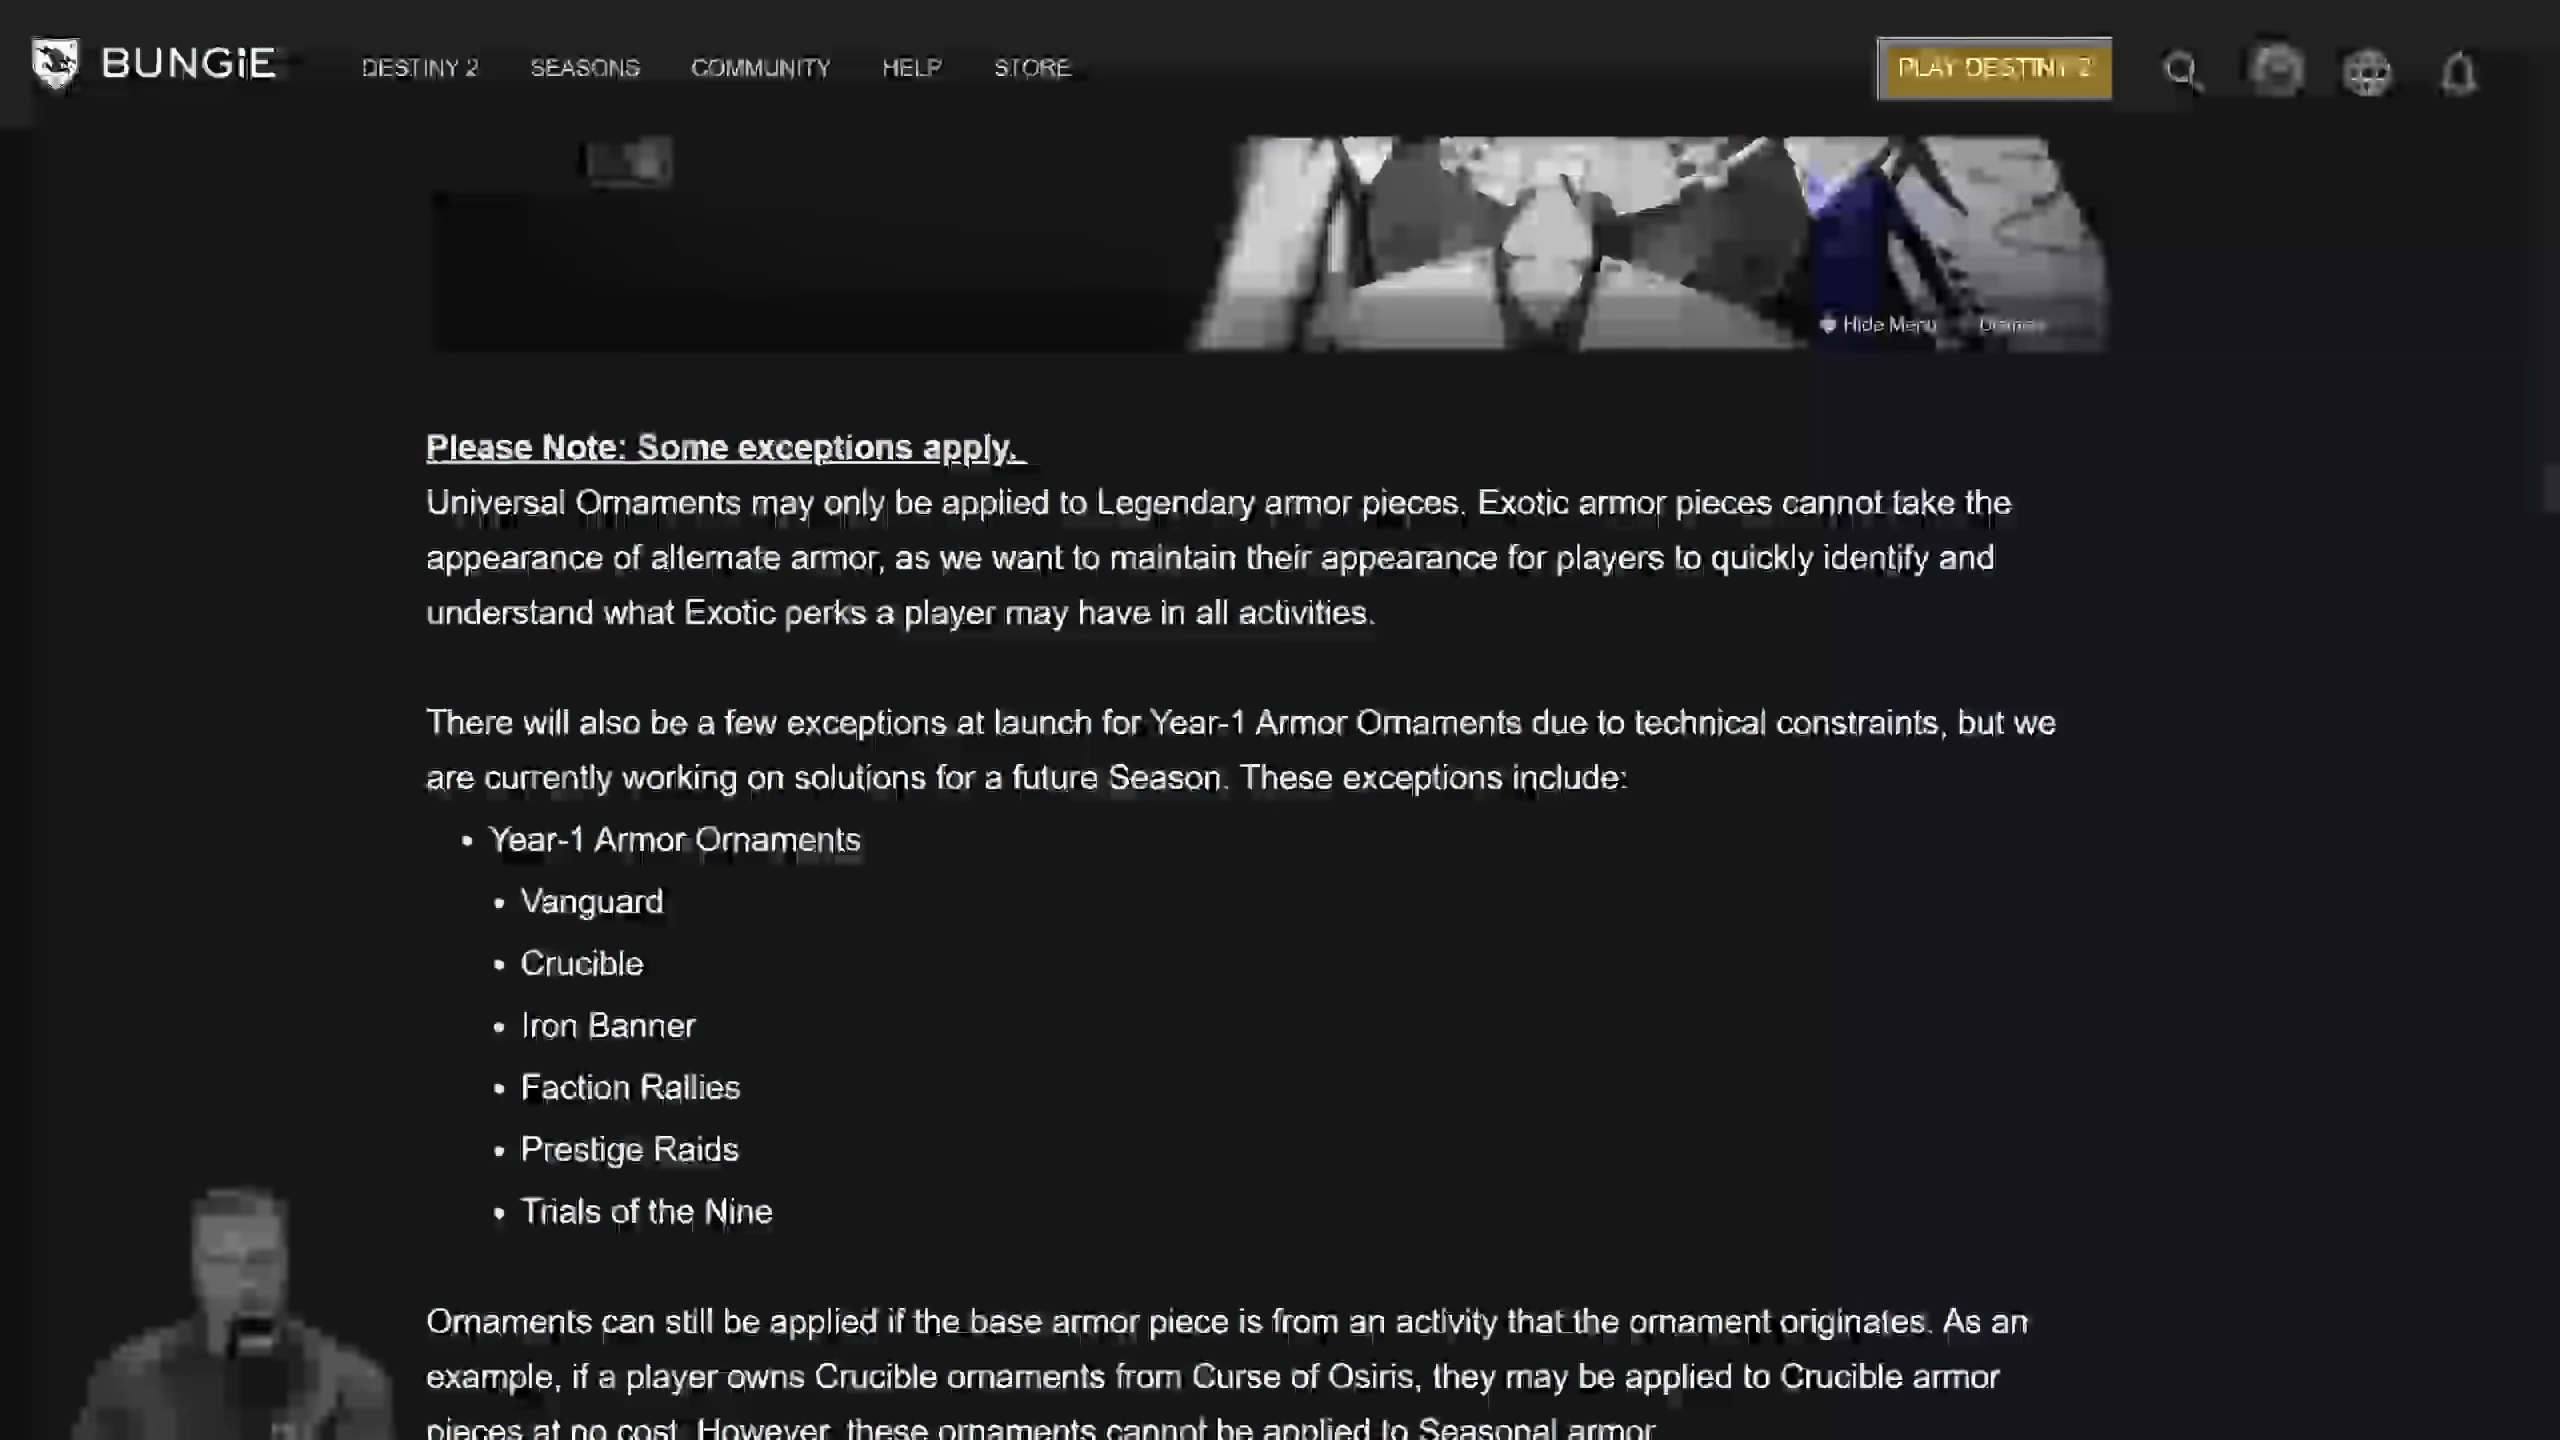 BUNGIE DESTINY 2 SEASONS COMMUNITY HELP STORE PLAY DESTINY 2
Hide Menu
Please Note: Some exceptions apply.
Universal Ornaments may only be applied to Legendary armor pieces. Exotic armor pieces cannot take the
appearance of alternate armor, as we want to maintain their appearance for players to quickly identify and
understand what Exotic perks a player may have in all activities.
There will also be a few exceptions at launch for Year-1 Armor Ornaments due to technical constraints, but we
are currently working on solutions for a future Season. These exceptions include:
• Year-1 Armor Ornaments
• Vanguard
• Crucible
• Iron Banner
• Faction Rallies
• Prestige Raids
• Trials of the Nine
Ornaments can still be applied if the base armor piece is from an activity that the ornament originates. As an
example, if a player owns Crucible ornaments from Curse of Osiris, they may be applied to Crucible armor
pieces at no cost. However, these ornaments cannot be applied to Seasonal armor